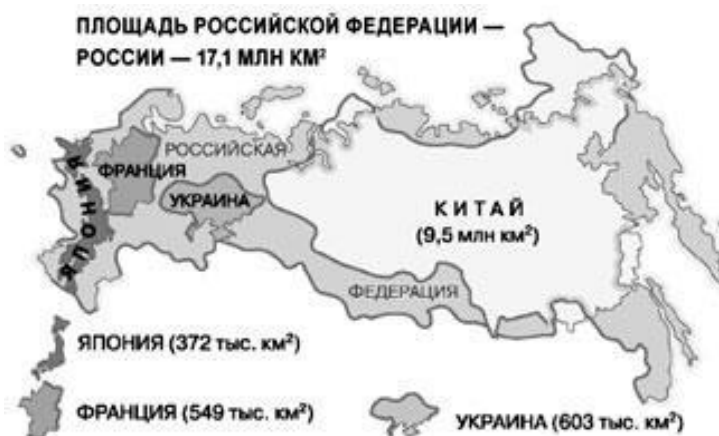 ПЛОЩАДЬ РОССИЙСКОЙ ФЕДЕРАЦИИ —
РОССИИ — 17,1 МЛН КМ²
РОССИЙСКАЯ
ФРАНЦИЯ
ЯПОНИЯ
УКРАИНА
КИТАЙ
(9,5 млн км²)
ФЕДЕРАЦИЯ
ЯПОНИЯ (372 тыс. км²)
ФРАНЦИЯ (549 тыс. км²)
УКРАИНА (603 тыс. км²)